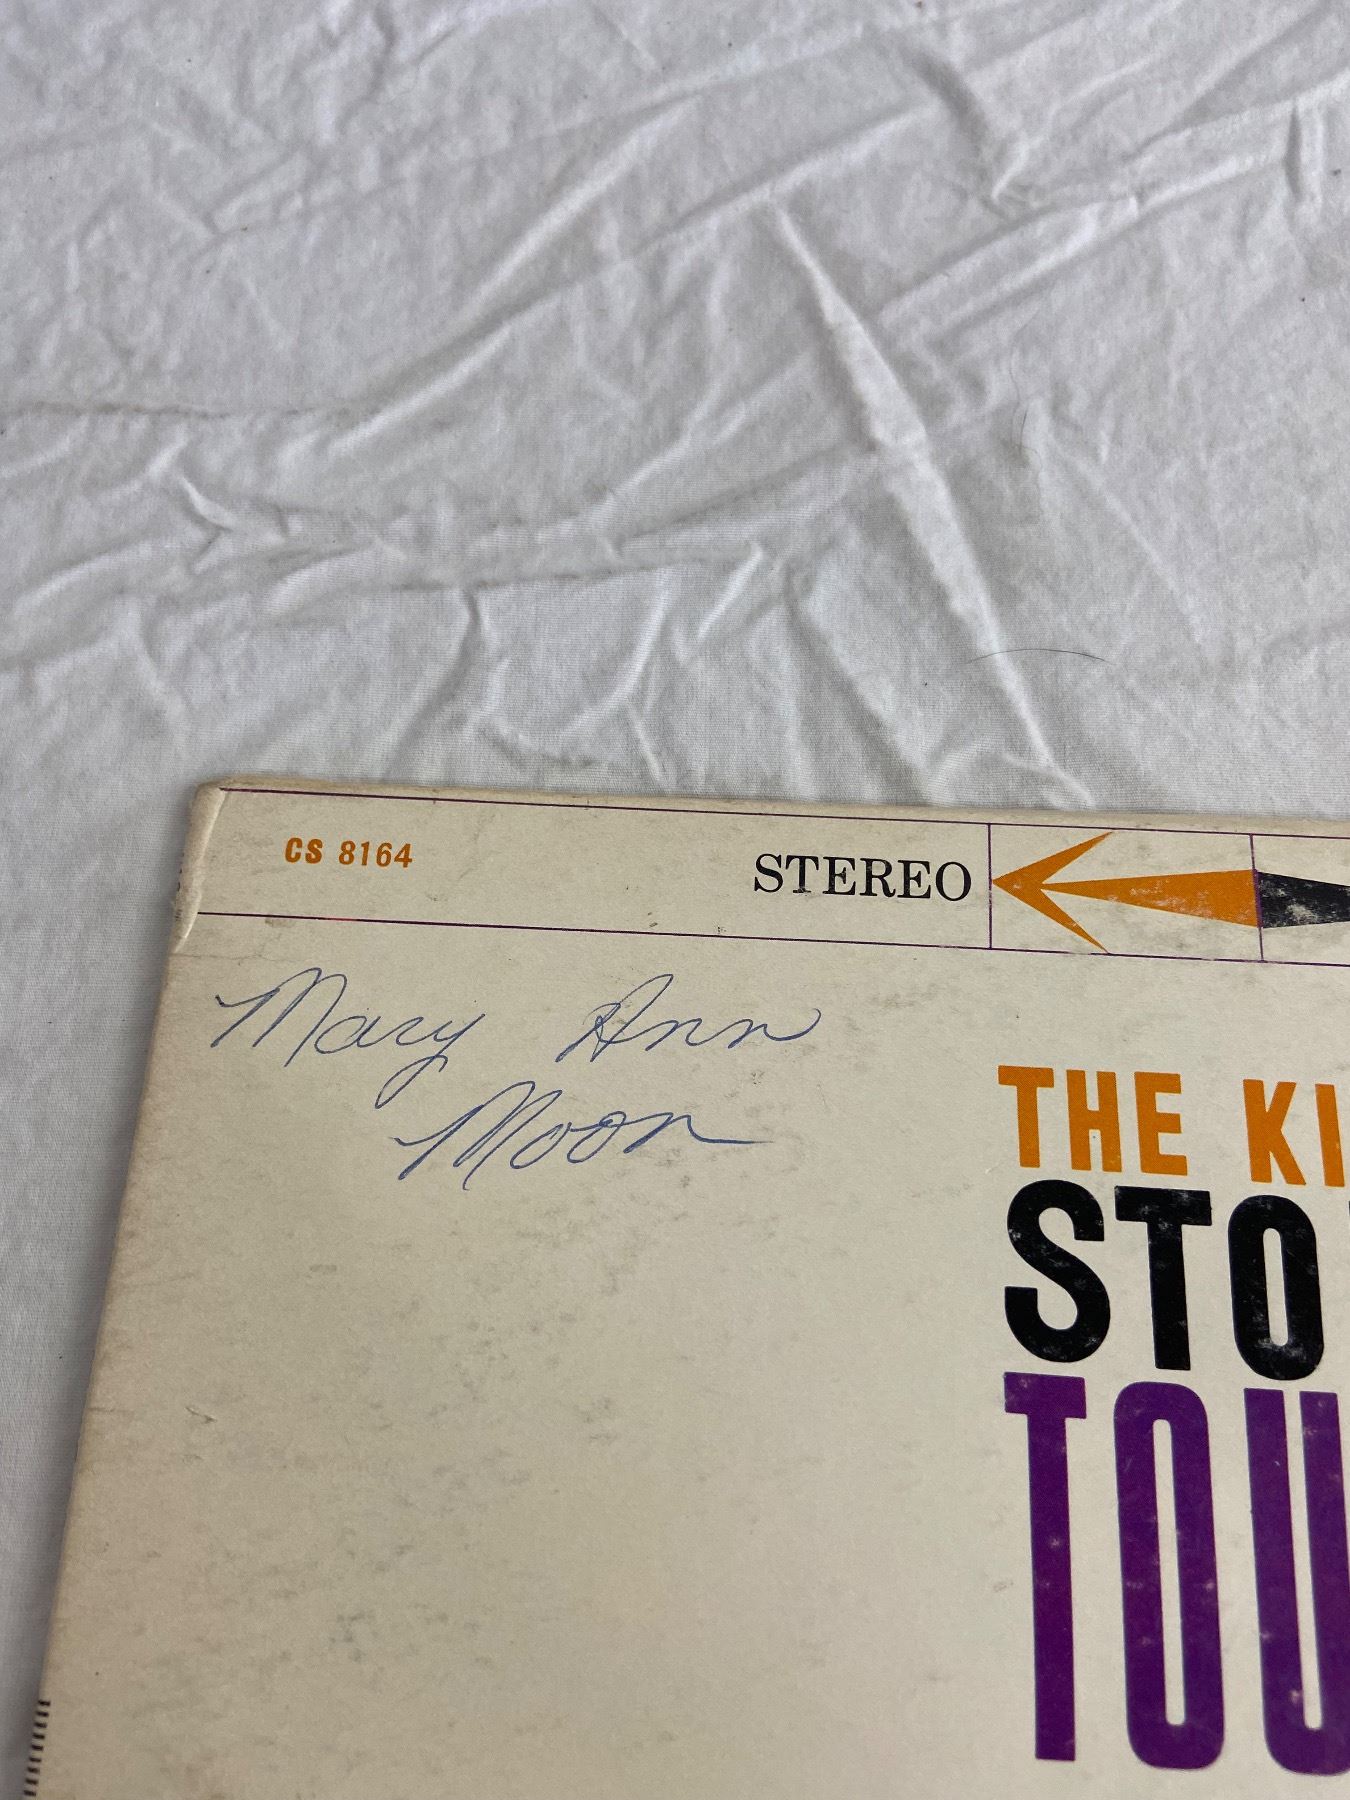 CS 8164
STEREO
Mary Ann
Moon
THE KI
STO
TOU